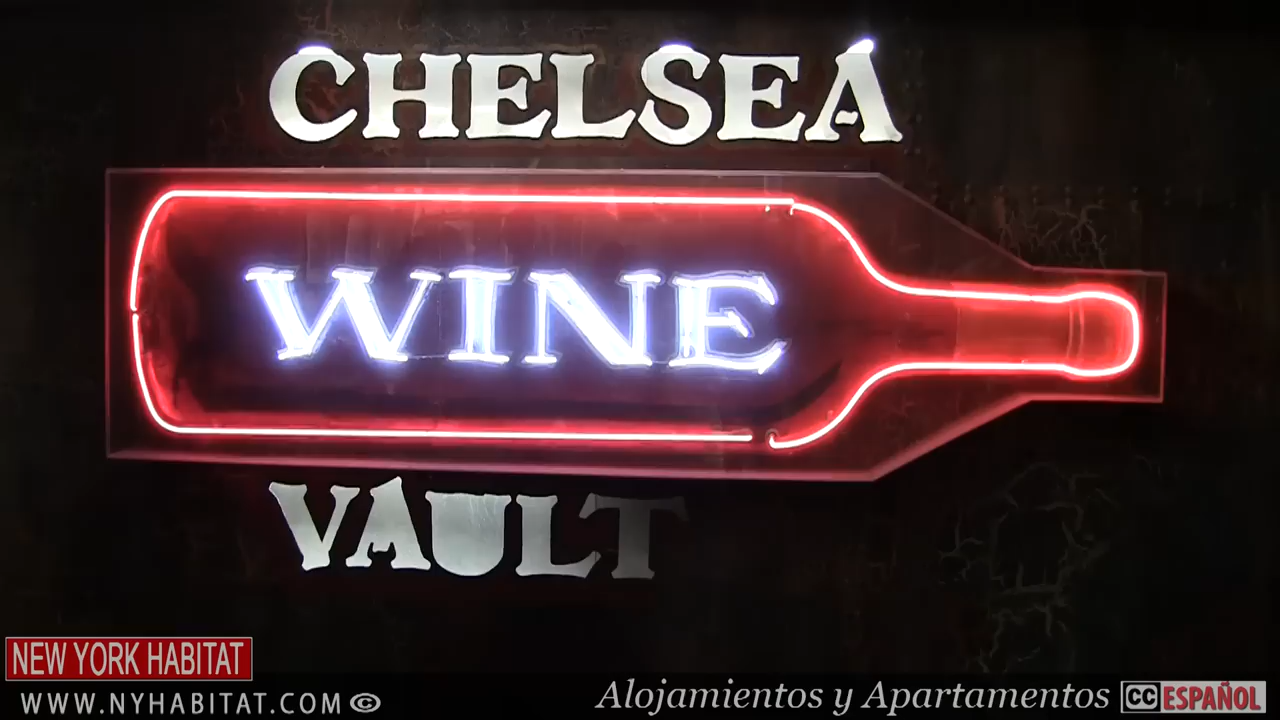 CHELSEA
WINE
VAULT
NEW YORK HABITAT
WWW.NYHABITAT.COM ©
Alojamientos y Apartamentos CC ESPAÑOL